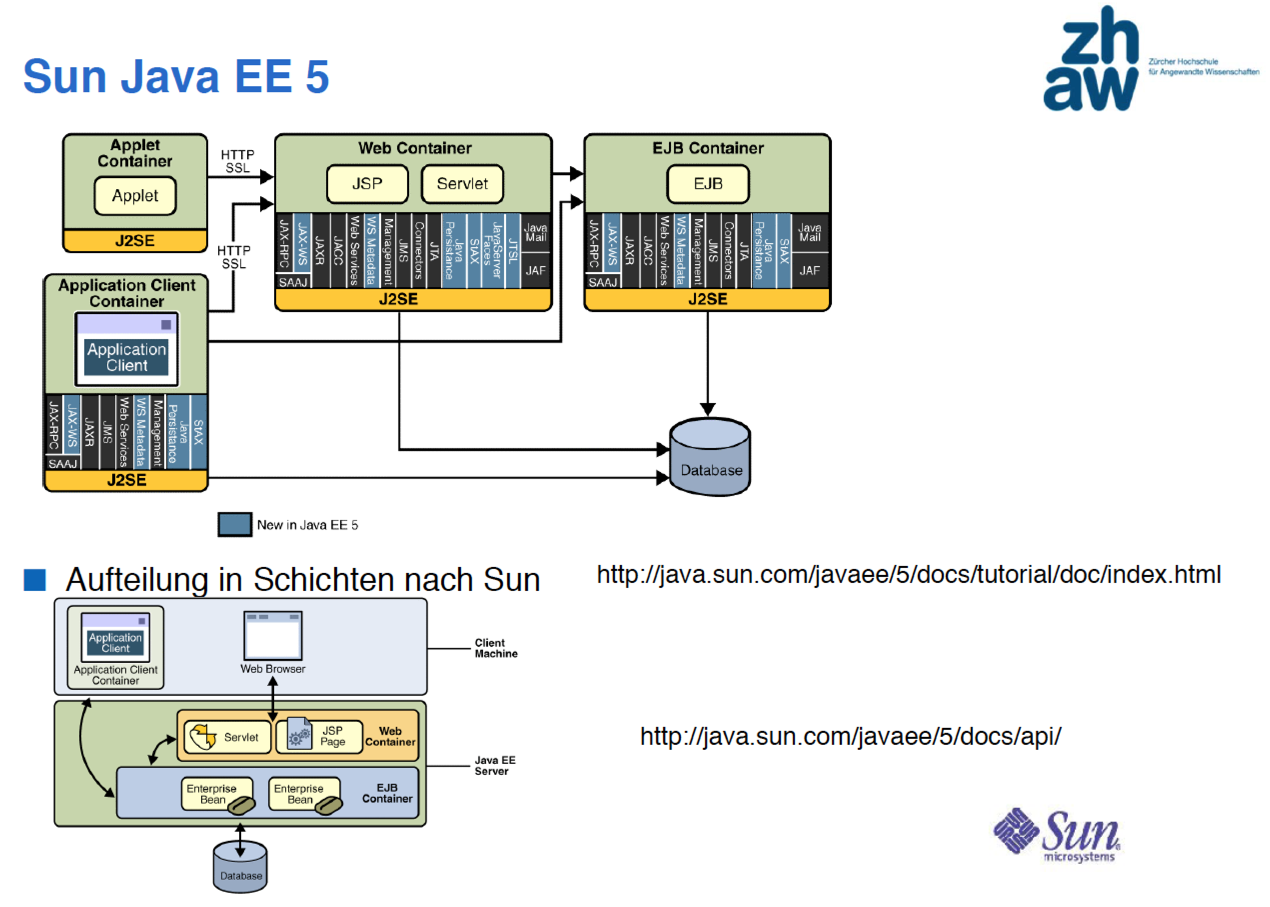 Sun Java EE 5
zh
aw
Zürcher Hochschule
für Angewandte Wissenschaften
Applet
Container
Applet
J2SE
HTTP
SSL
Web Container
JSP
Servlet
JAX-RPC
JAX-WS
SAAJ
JAXR
JACC
Web Services
WS Metadata
Management
JMS
Connectors
JTA
Java
Persistance
StAX
JavaServer
Faces
JTSL
Java
Mail
JAF
J2SE
EJB Container
EJB
JAX-RPC
JAX-WS
SAAJ
JAXR
JACC
Web Services
WS Metadata
Management
JMS
Connectors
JTA
Java
Persistance
StAX
Java
Mail
JAF
J2SE
HTTP
SSL
Application Client
Container
Application
Client
JAX-RPC
JAX-WS
SAAJ
JAXR
JMS
Web Services
WS Metadata
Management
Java
Persistance
StAX
J2SE
Database
New in Java EE 5
Aufteilung in Schichten nach Sun
http://java.sun.com/javaee/5/docs/tutorial/doc/index.html
Application
Client
Application Client
Container
Web Browser
Client
Machine
Servlet
JSP
Page
Web
Container
Java EE
Server
Enterprise
Bean
Enterprise
Bean
EJB
Container
Database
http://java.sun.com/javaee/5/docs/api/
Sun
microsystems